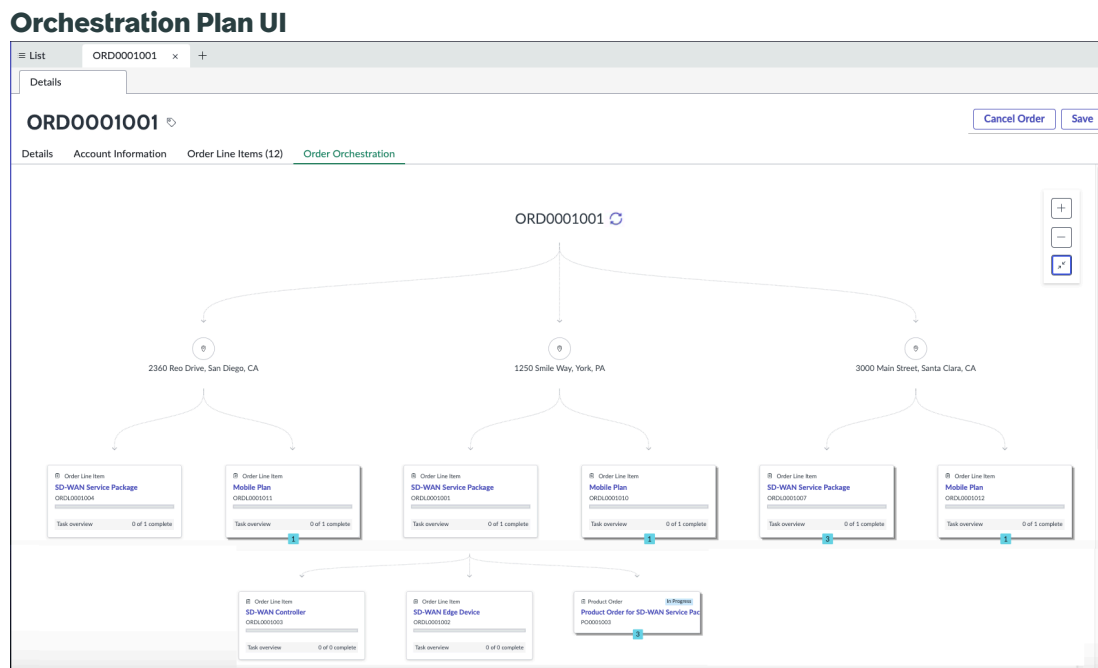 Orchestration Plan UI
≡ List ORD0001001 × +
Details
ORD0001001
Cancel Order Save
Details Account Information Order Line Items (12) Order Orchestration
ORD0001001
2360 Reo Drive, San Diego, CA
1250 Smile Way, York, PA
3000 Main Street, Santa Clara, CA
Order Line Item
SD-WAN Service Package
ORDL0001004
Task overview 0 of 1 complete
Order Line Item
Mobile Plan
ORDL0001011
Task overview 0 of 1 complete
1
Order Line Item
SD-WAN Service Package
ORDL0001001
Task overview 0 of 1 complete
Order Line Item
Mobile Plan
ORDL0001010
Task overview 0 of 1 complete
1
Order Line Item
SD-WAN Service Package
ORDL0001007
Task overview 0 of 1 complete
3
Order Line Item
Mobile Plan
ORDL0001012
Task overview 0 of 1 complete
1
Order Line Item
SD-WAN Controller
ORDL0001003
Task overview 0 of 0 complete
Order Line Item
SD-WAN Edge Device
ORDL0001002
Task overview 0 of 0 complete
Product Order In Progress
Product Order for SD-WAN Service Pac
PO0001003
3